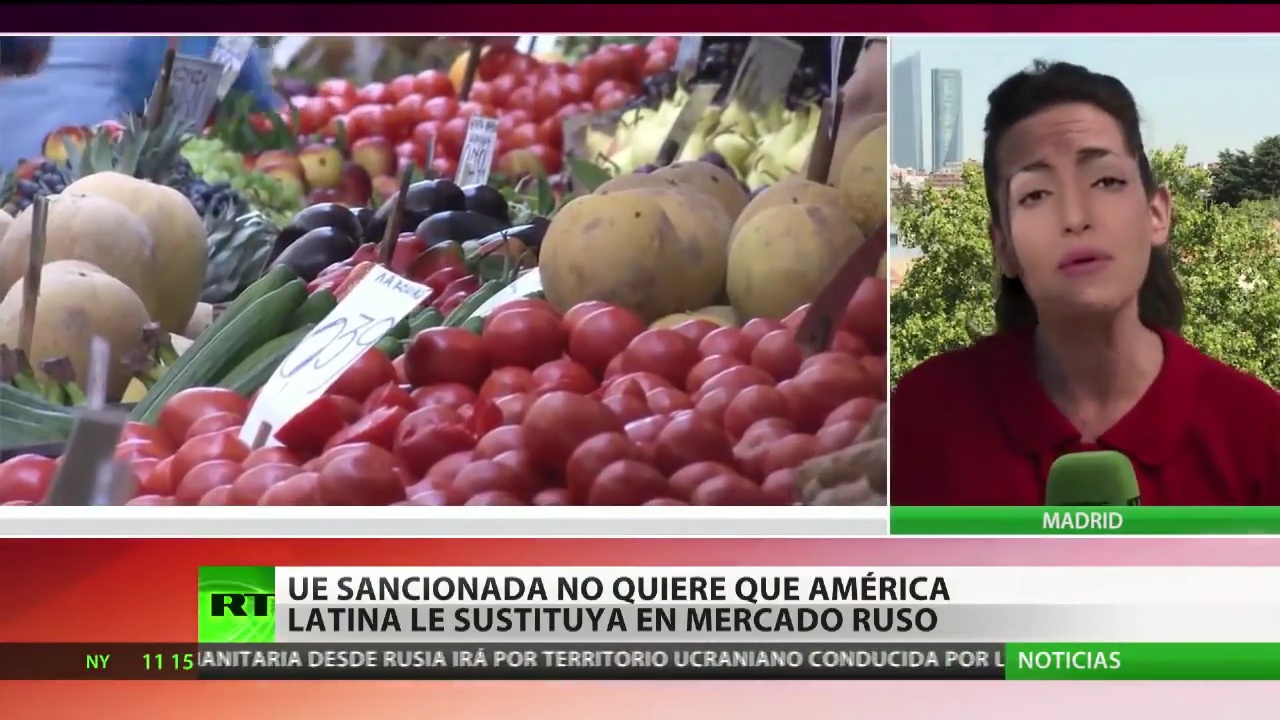 MADRID
RT
UE SANCIONADA NO QUIERE QUE AMÉRICA
LATINA LE SUSTITUYA EN MERCADO RUSO
NY 11 15 ANITARIA DESDE RUSIA IRÁ POR TERRITORIO UCRANIANO CONDUCIDA POR L NOTICIAS